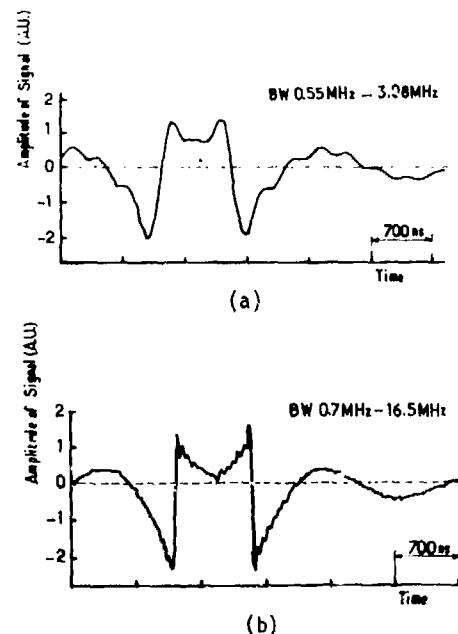 Amplitude of Signal (A.U.)
BW 0.55MHz - 3.08MHz
2
1
0
-1
-2
700 ns
Time
(a)
Amplitude of Signal (A.U.)
BW 0.7MHz-16.5MHz
2
1
0
-1
-2
700 ns
Time
(b)